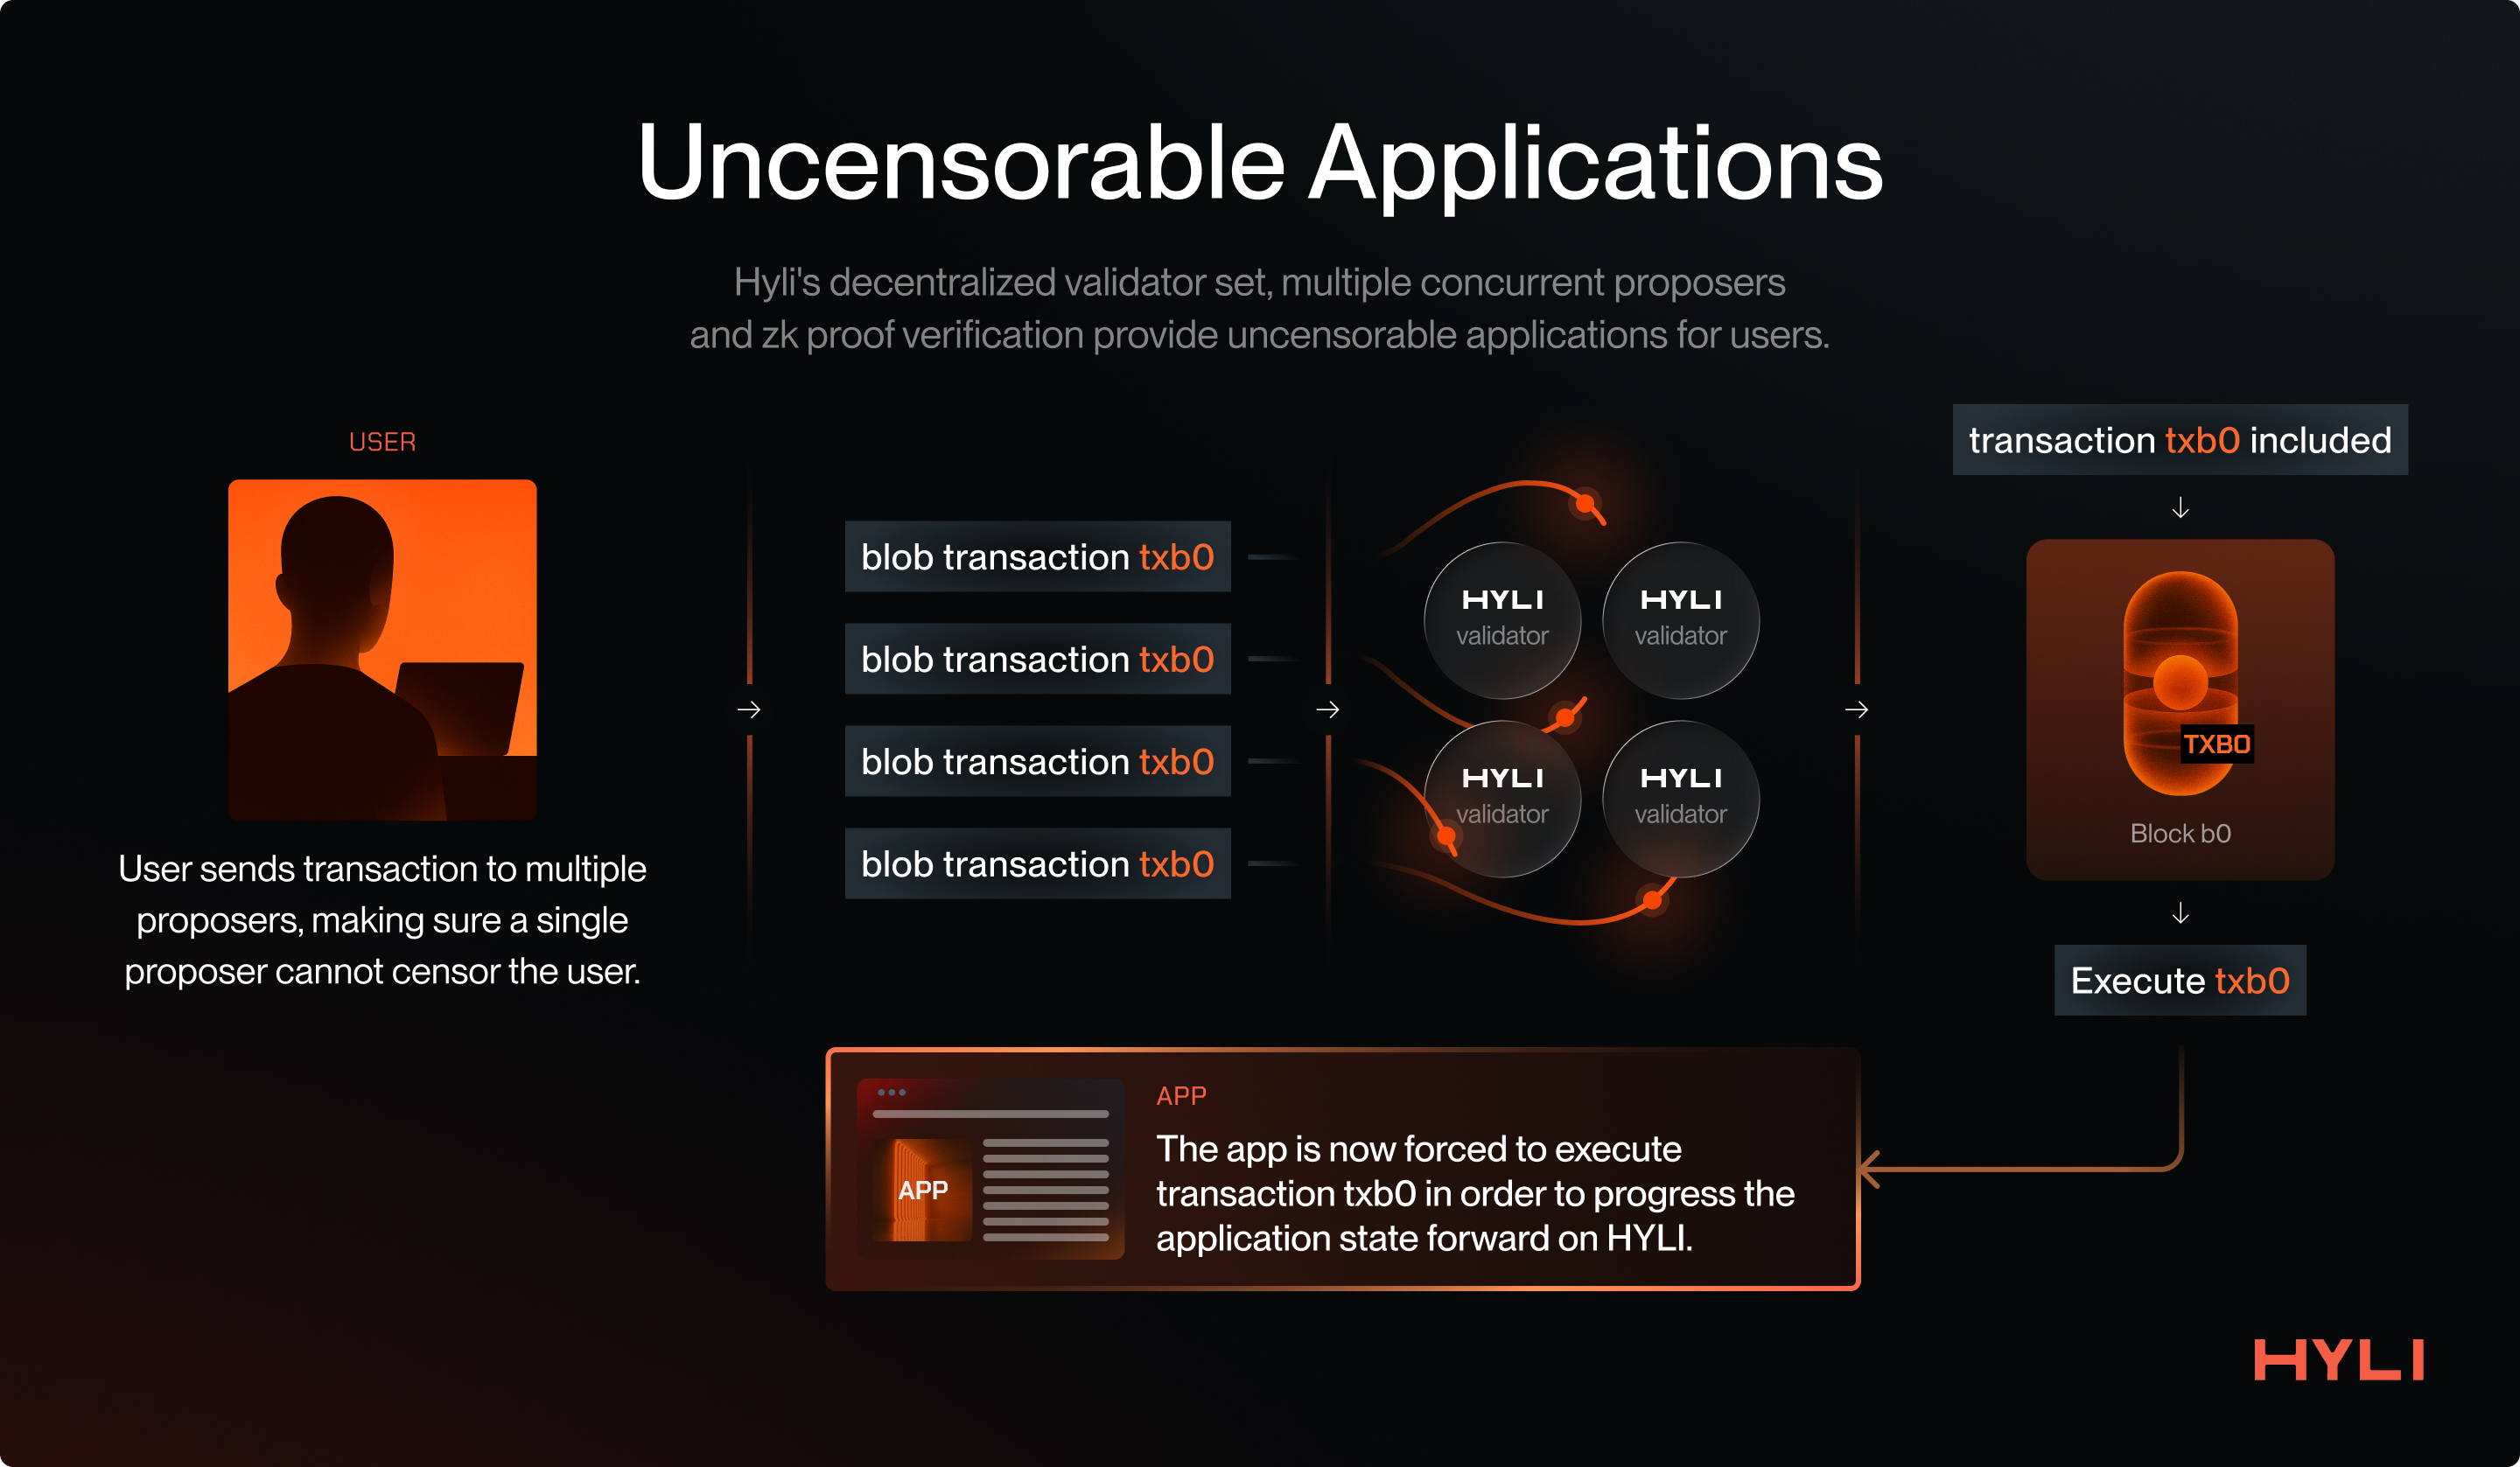 Uncensorable Applications
Hyli's decentralized validator set, multiple concurrent proposers
and zk proof verification provide uncensorable applications for users.
USER
User sends transaction to multiple
proposers, making sure a single
proposer cannot censor the user.
blob transaction txb0
blob transaction txb0
blob transaction txb0
blob transaction txb0
HYLI
validator
HYLI
validator
HYLI
validator
HYLI
validator
transaction txb0 included
TXB0
Block b0
Execute txb0
APP
APP
The app is now forced to execute
transaction txb0 in order to progress the
application state forward on HYLI.
HYLI